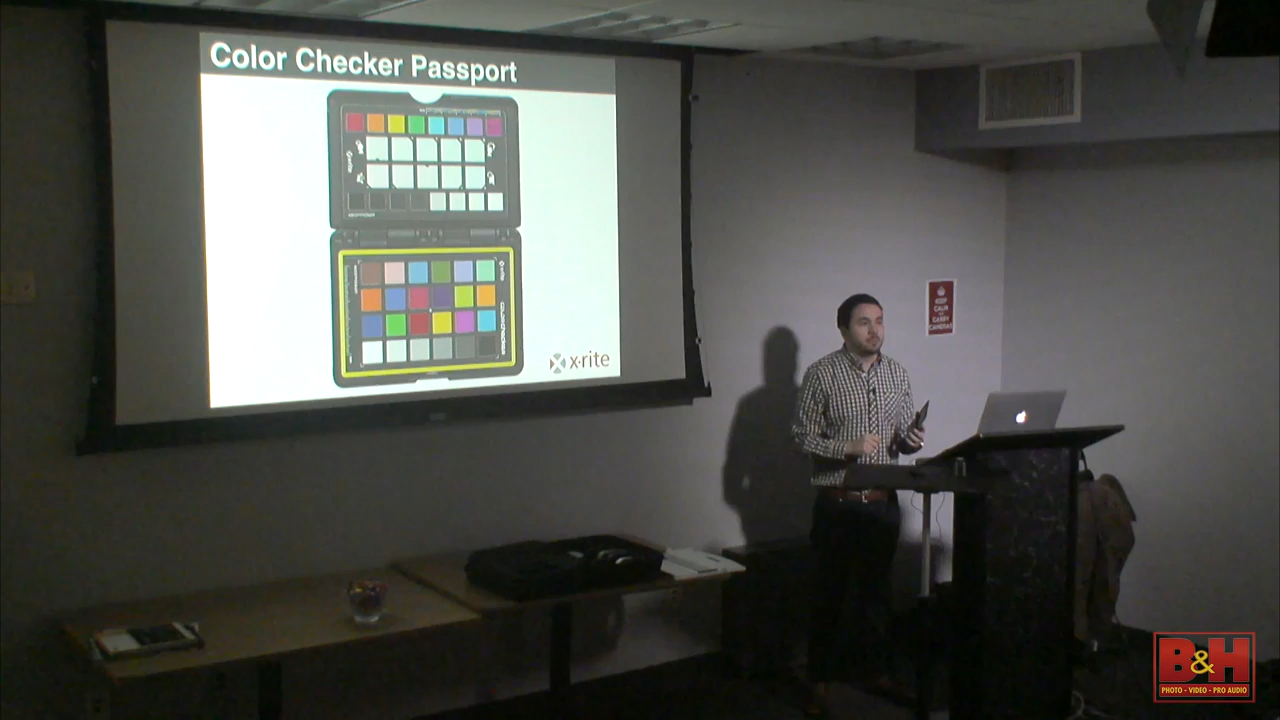 Color Checker Passport
x·rite
KEEP
CALM
AND
CARRY
CAMERAS
B&H
PHOTO - VIDEO - PRO AUDIO